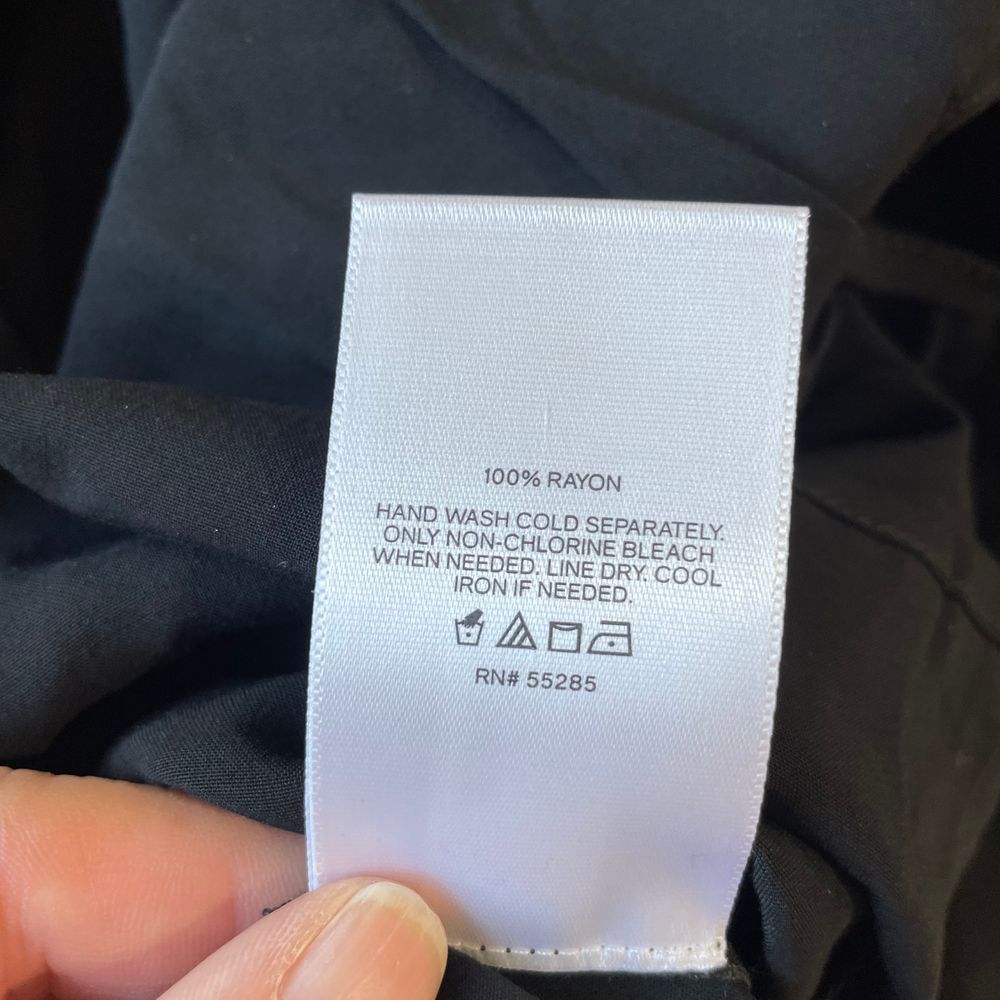 100% RAYON
HAND WASH COLD SEPARATELY.
ONLY NON-CHLORINE BLEACH
WHEN NEEDED. LINE DRY. COOL
IRON IF NEEDED.
RN# 55285